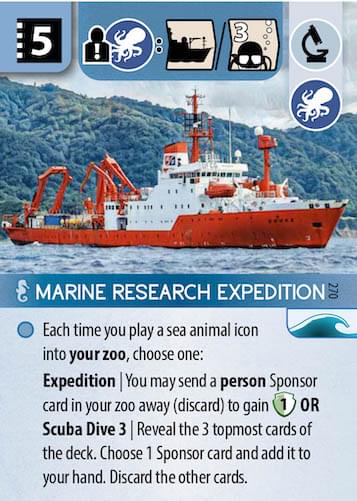 5
3
MARINE RESEARCH EXPEDITION 270
Each time you play a sea animal icon
into your zoo, choose one:
Expedition | You may send a person Sponsor
card in your zoo away (discard) to gain 1 OR
Scuba Dive 3 | Reveal the 3 topmost cards of
the deck. Choose 1 Sponsor card and add it to
your hand. Discard the other cards.